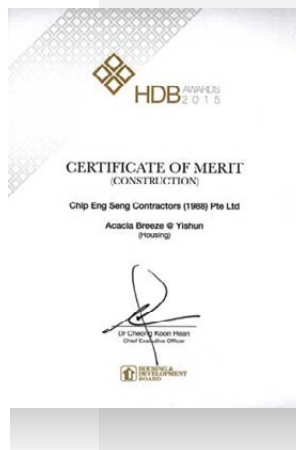 HDB AWARDS
2015
CERTIFICATE OF MERIT
(CONSTRUCTION)
Chip Eng Seng Contractors (1988) Pte Ltd
Acacia Breeze @ Yishun
(Housing)
Dr Cheong Koon Hean
Chief Executive Officer
HOUSING &
DEVELOPMENT
BOARD